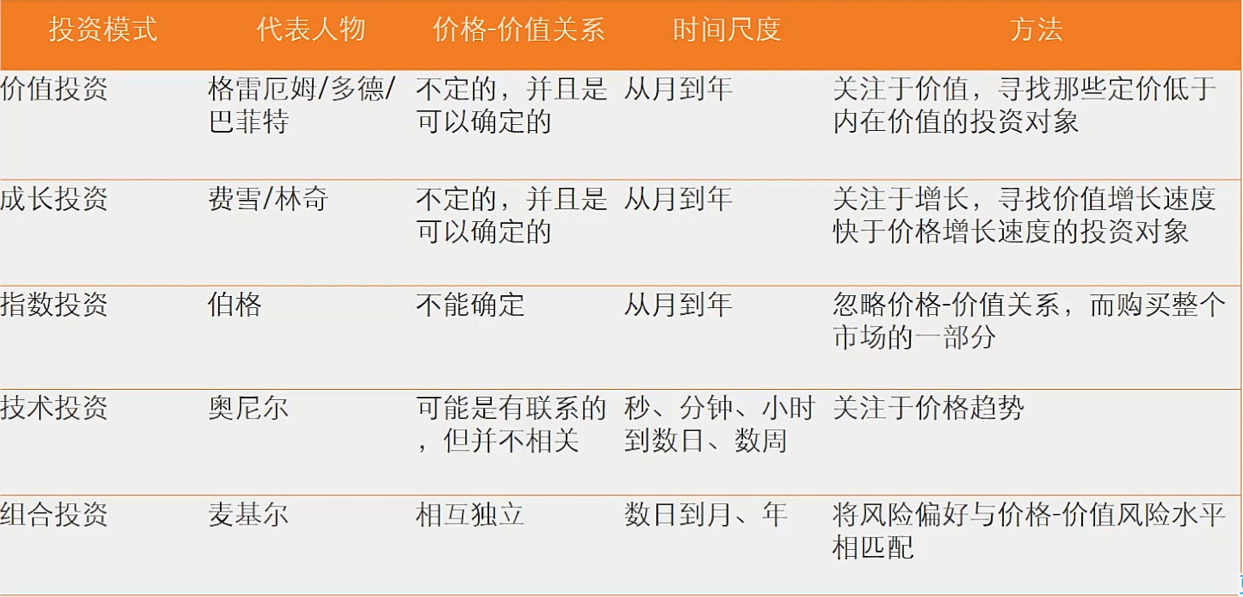 投资模式 代表人物 价格-价值关系 时间尺度 方法
价值投资 格雷厄姆/多德/ 不定的，并且是 从月到年 关注于价值，寻找那些定价低于
巴菲特 可以确定的 内在价值的投资对象
成长投资 费雪/林奇 不定的，并且是 从月到年 关注于增长，寻找价值增长速度
可以确定的 快于价格增长速度的投资对象
指数投资 伯格 不能确定 从月到年 忽略价格-价值关系，而购买整个
市场的一部分
技术投资 奥尼尔 可能是有联系的 秒、分钟、小时 关注于价格趋势
，但并不相关 到数日、数周
组合投资 麦基尔 相互独立 数日到月、年 将风险偏好与价格-价值风险水平
相匹配